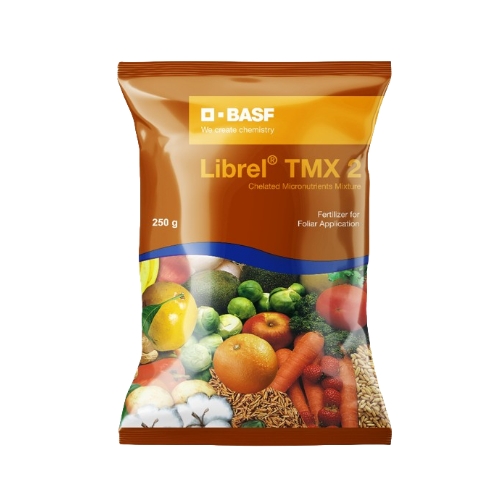 BASF
We create chemistry
Librel® TMX 2
Chelated Micronutrients Mixture
250 g
Fertilizer for
Foliar Application